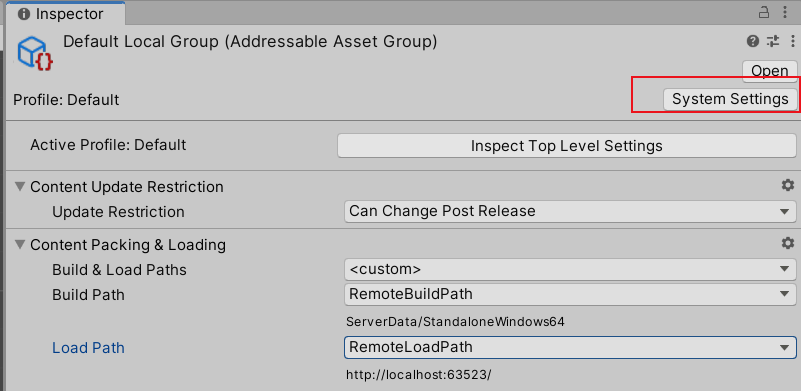 Inspector
Default Local Group (Addressable Asset Group)
Open
Profile: Default
System Settings
Active Profile: Default
Inspect Top Level Settings
Content Update Restriction
Update Restriction
Can Change Post Release
Content Packing & Loading
Build & Load Paths
<custom>
Build Path
RemoteBuildPath
ServerData/StandaloneWindows64
Load Path
RemoteLoadPath
http://localhost:63523/